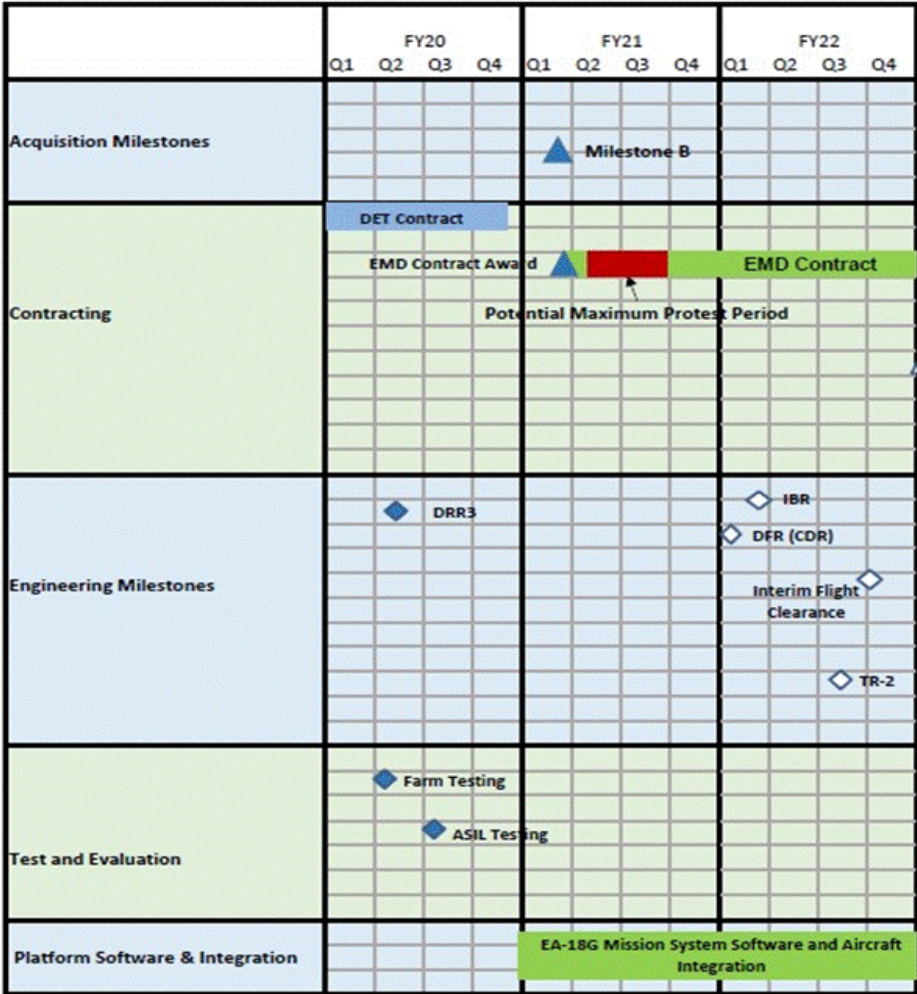 FY20 FY21 FY22
Q1 Q2 Q3 Q4 Q1 Q2 Q3 Q4 Q1 Q2 Q3 Q4
Acquisition Milestones
Milestone B
Contracting
DET Contract
EMD Contract Award
EMD Contract
Potential Maximum Protest Period
Engineering Milestones
DRR3
IBR
DFR (CDR)
Interim Flight
Clearance
TR-2
Test and Evaluation
Farm Testing
ASIL Testing
Platform Software & Integration
EA-18G Mission System Software and Aircraft
Integration